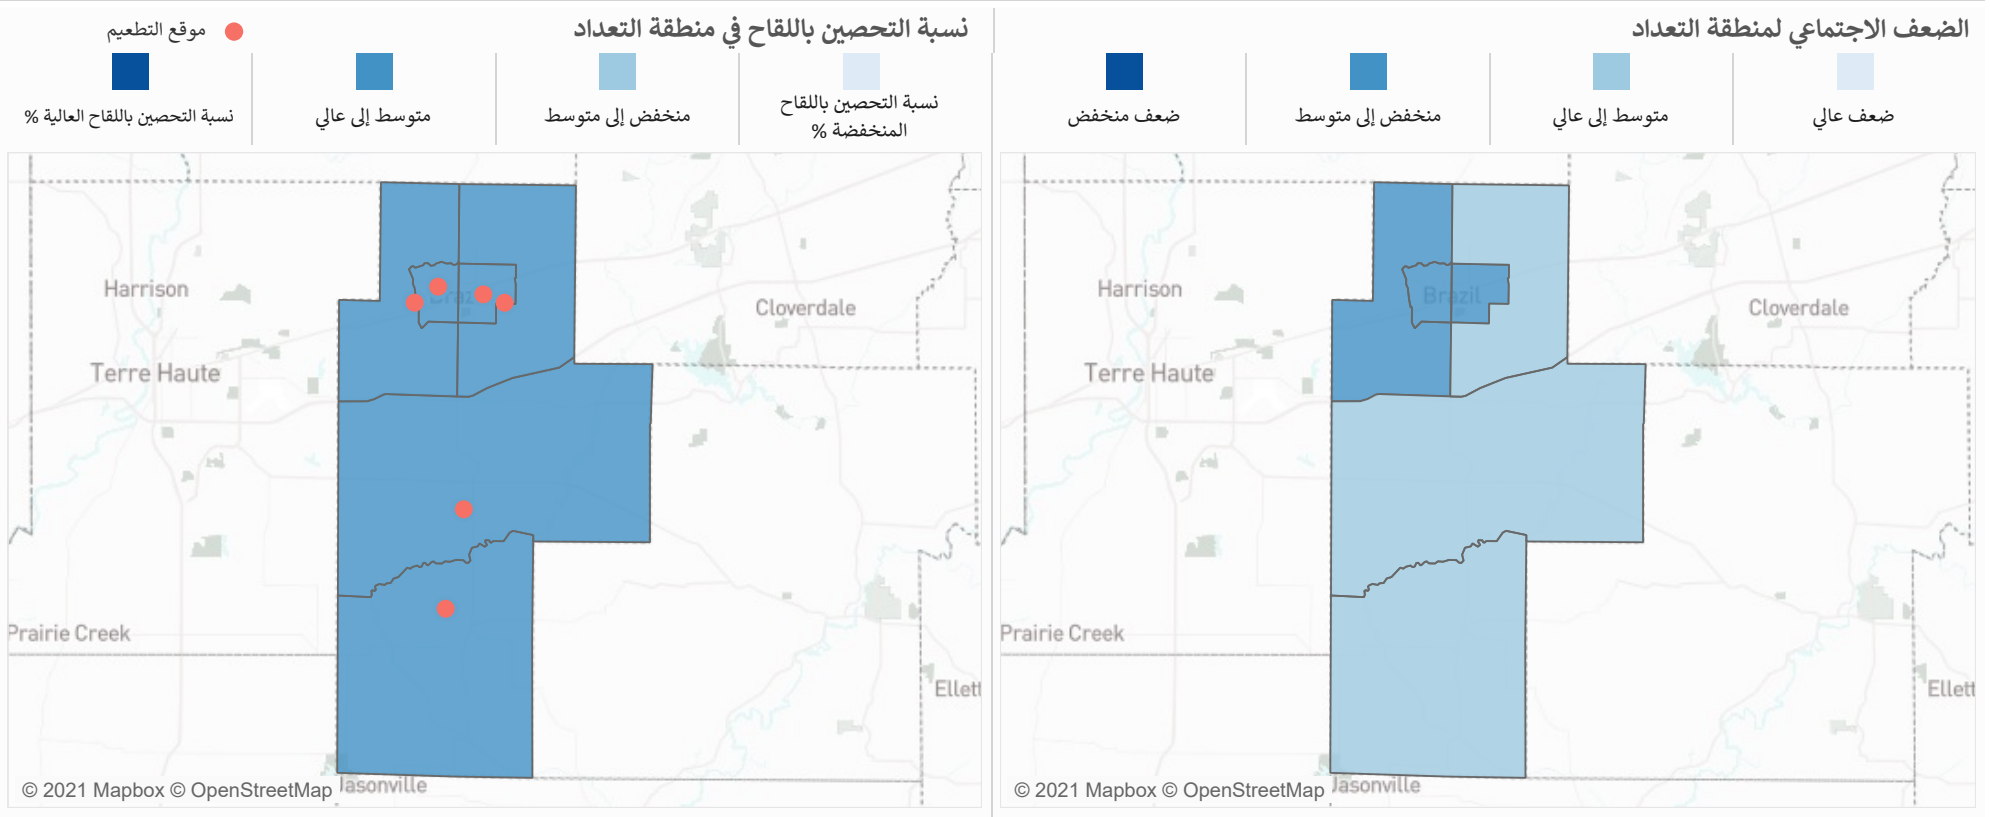 الضعف الاجتماعي لمنطقة التعداد
ضعف عالي
متوسط إلى عالي
منخفض إلى متوسط
ضعف منخفض
Harrison
Brazil
Cloverdale
Terre Haute
Prairie Creek
Ellett
Jasonville
© 2021 Mapbox © OpenStreetMap
نسبة التحصين باللقاح في منطقة التعداد
موقع التطعيم
نسبة التحصين باللقاح
المنخفضة %
منخفض إلى متوسط
متوسط إلى عالي
نسبة التحصين باللقاح العالية %
Harrison
Cloverdale
Terre Haute
Prairie Creek
Ellett
Jasonville
© 2021 Mapbox © OpenStreetMap